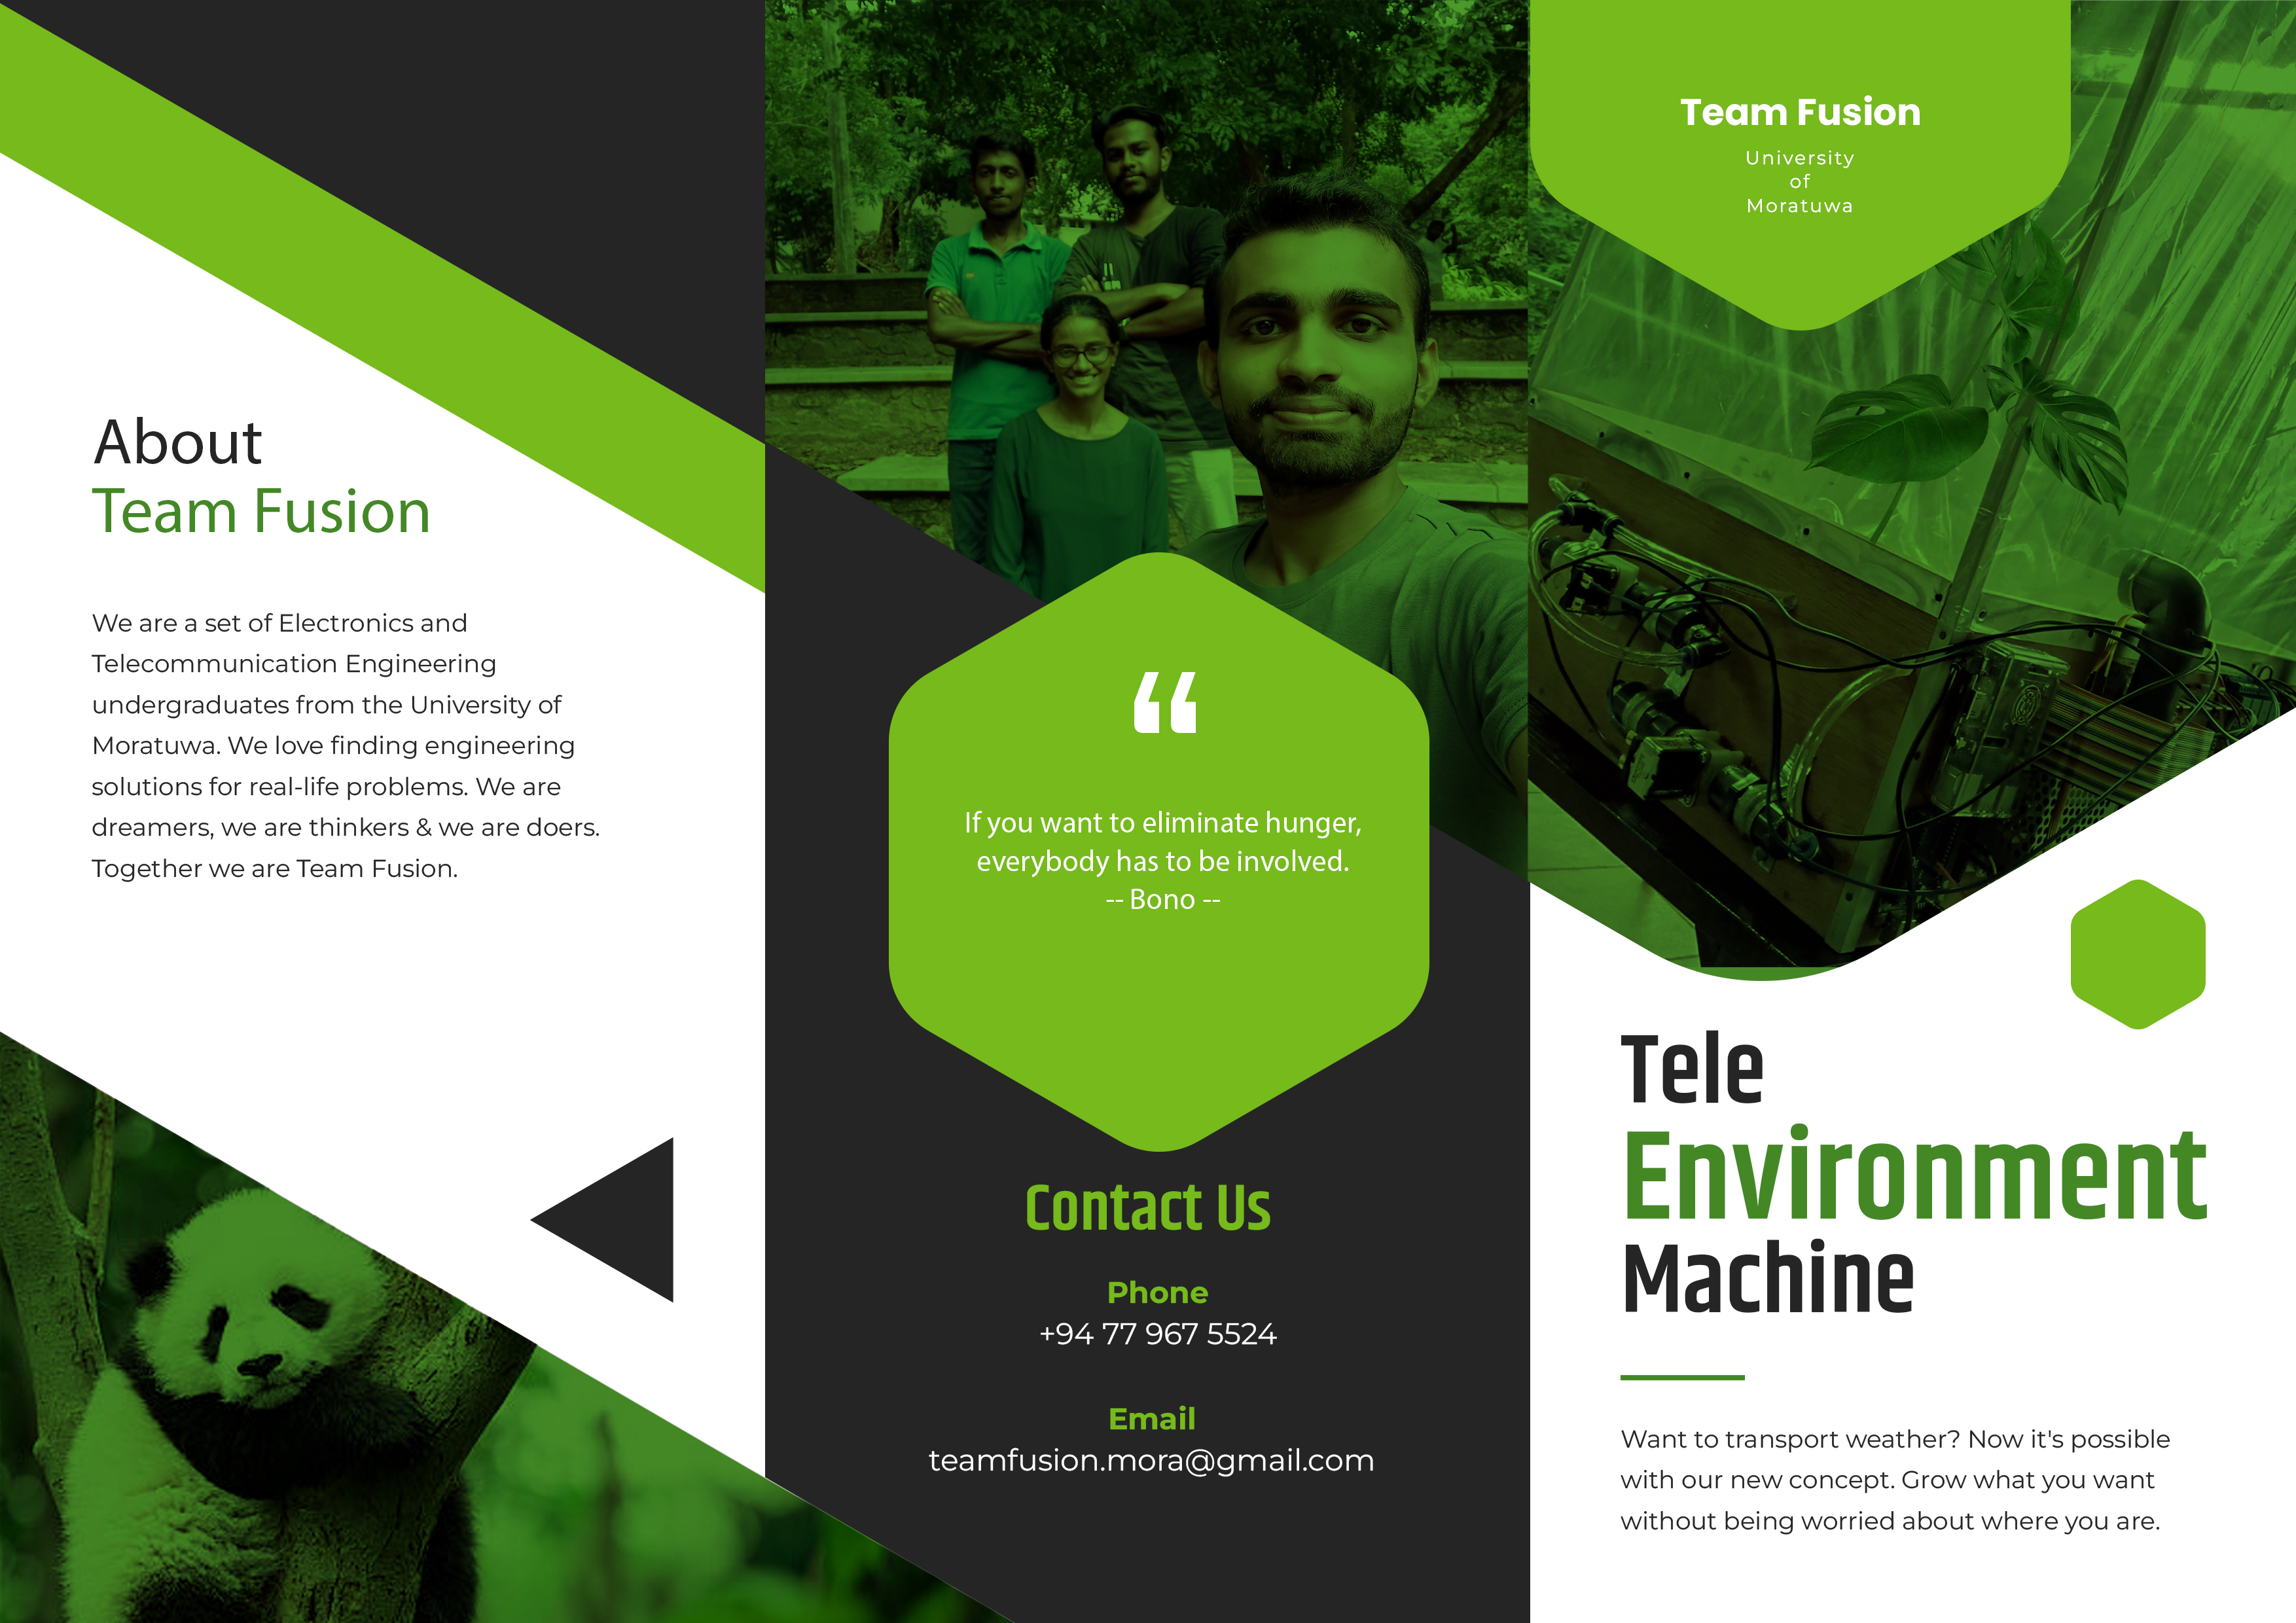 About
Team Fusion
We are a set of Electronics and
Telecommunication Engineering
undergraduates from the University of
Moratuwa. We love finding engineering
solutions for real-life problems. We are
dreamers, we are thinkers & we are doers.
Together we are Team Fusion.
“
If you want to eliminate hunger,
everybody has to be involved.
-- Bono --
Contact Us
Phone
+94 77 967 5524
Email
teamfusion.mora@gmail.com
Team Fusion
University
of
Moratuwa
Tele
Environment
Machine
Want to transport weather? Now it's possible
with our new concept. Grow what you want
without being worried about where you are.